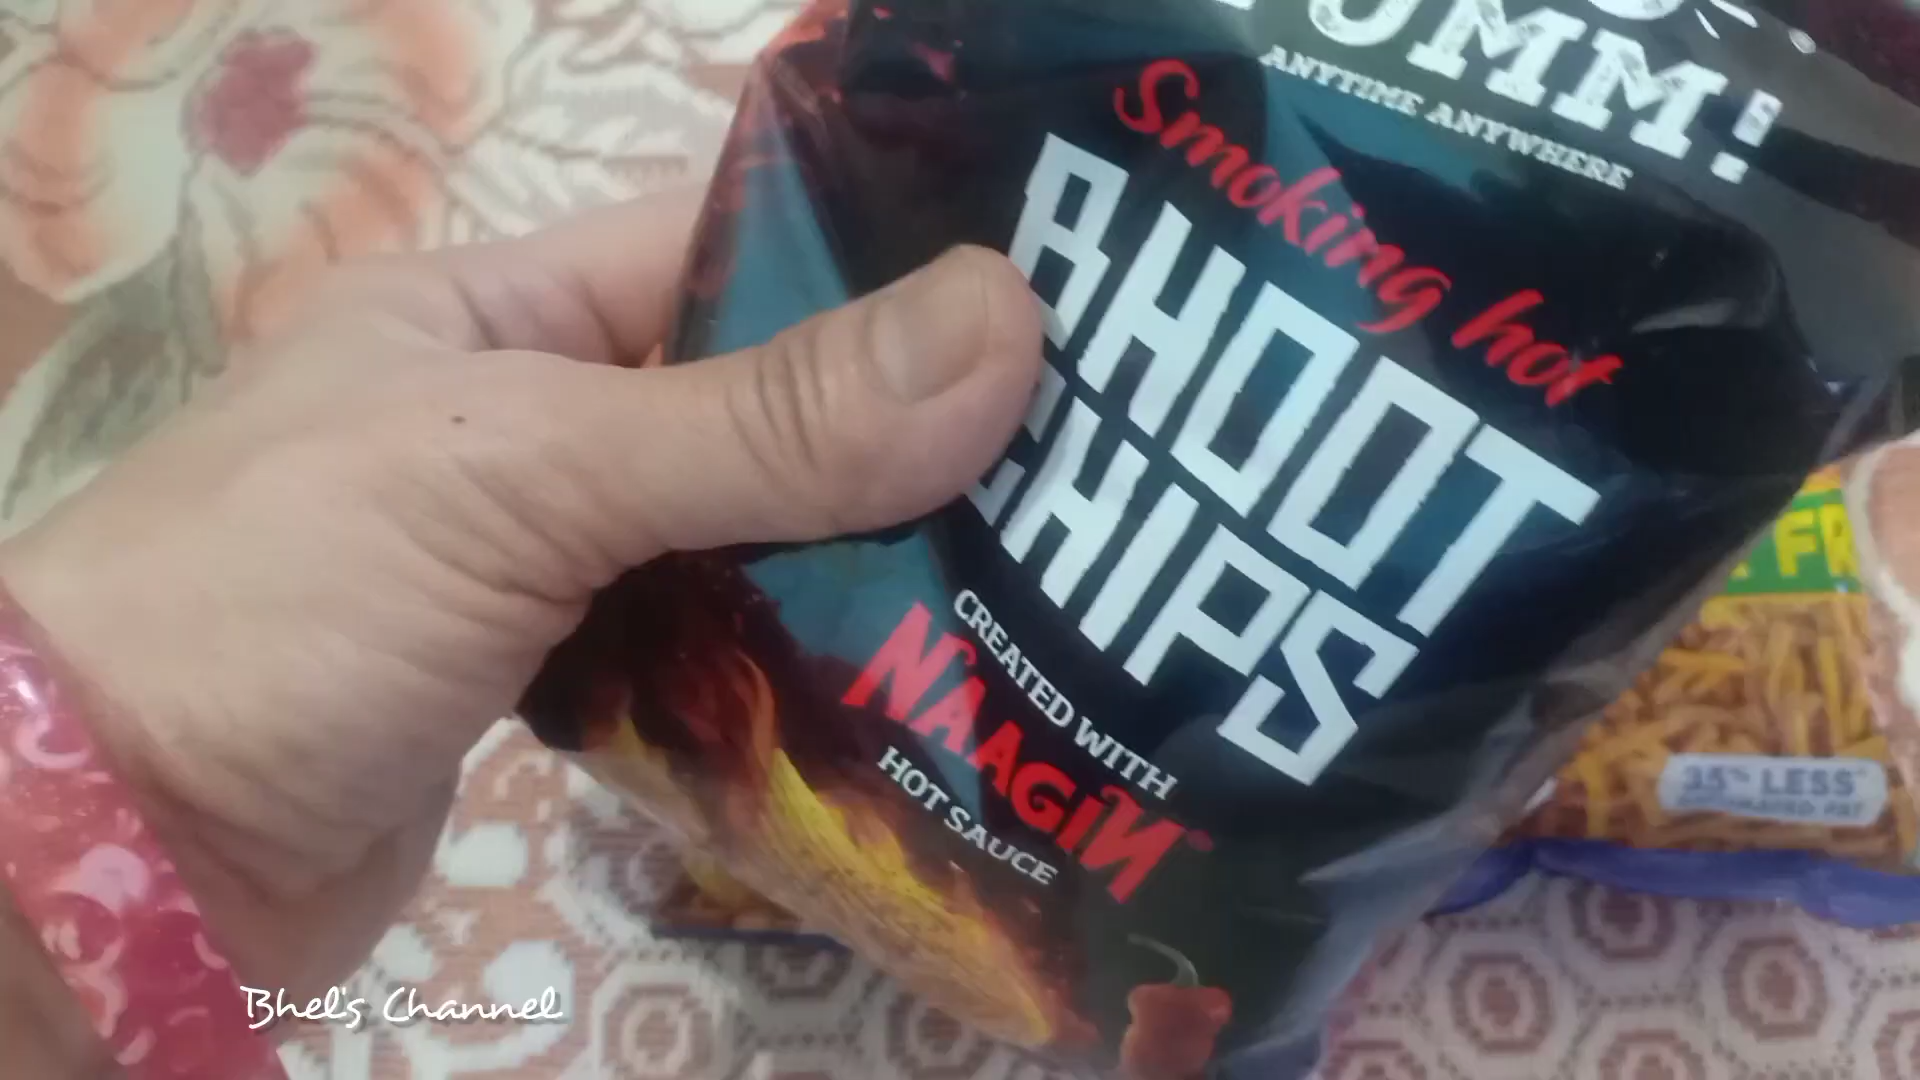 UMM!
ANYTIME ANYWHERE
Smoking hot
BHOOT
CHIPS
CREATED WITH
NAAGIN
HOT SAUCE
FR
35% LESS
Bhel's Channel